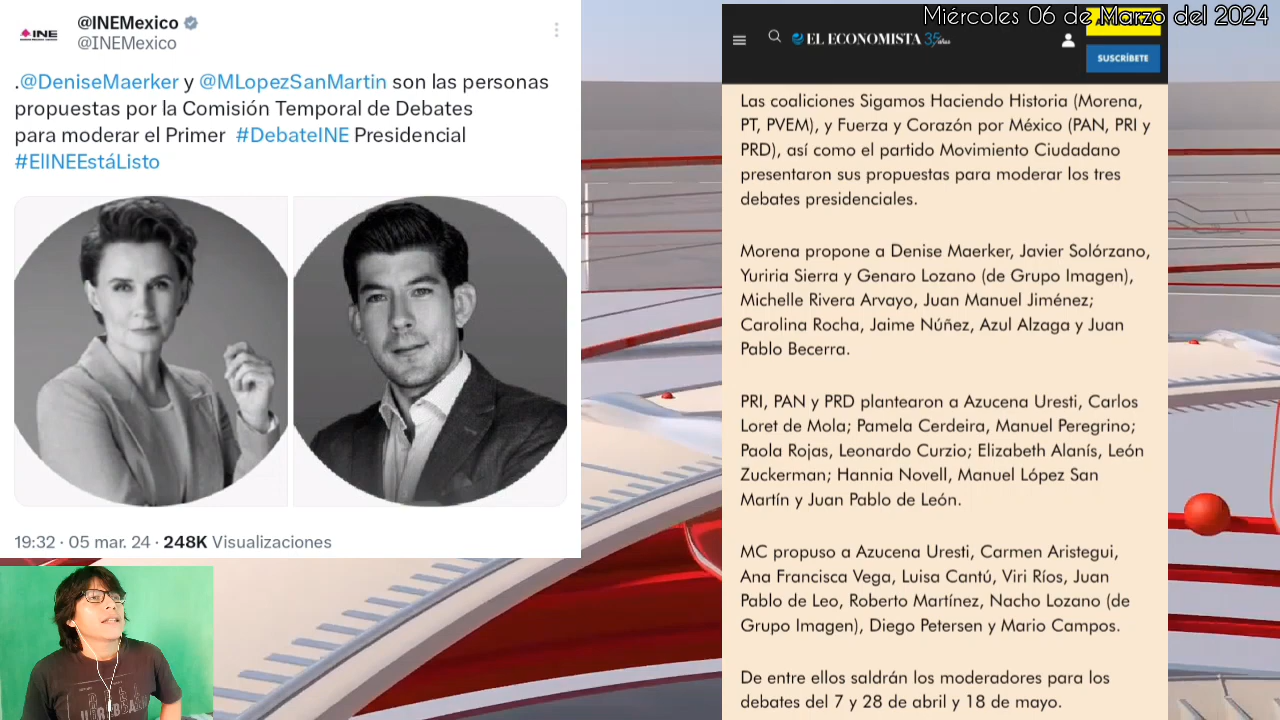 @INEMexico
@INEMexico
INE
.@DeniseMaerker y @MLopezSanMartin son las personas
propuestas por la Comisión Temporal de Debates
para moderar el Primer #DebateINE Presidencial
#ElINEEstáListo
19:32 · 05 mar. 24 · 248K Visualizaciones
Miércoles 06 de Marzo del 2024
EL ECONOMISTA 35 años
SUSCRÍBETE
Las coaliciones Sigamos Haciendo Historia (Morena,
PT, PVEM), y Fuerza y Corazón por México (PAN, PRI y
PRD), así como el partido Movimiento Ciudadano
presentaron sus propuestas para moderar los tres
debates presidenciales.
Morena propone a Denise Maerker, Javier Solórzano,
Yuriria Sierra y Genaro Lozano (de Grupo Imagen),
Michelle Rivera Arvayo, Juan Manuel Jiménez;
Carolina Rocha, Jaime Núñez, Azul Alzaga y Juan
Pablo Becerra.
PRI, PAN y PRD plantearon a Azucena Uresti, Carlos
Loret de Mola; Pamela Cerdeira, Manuel Peregrino;
Paola Rojas, Leonardo Curzio; Elizabeth Alanís, León
Zuckerman; Hannia Novell, Manuel López San
Martín y Juan Pablo de León.
MC propuso a Azucena Uresti, Carmen Aristegui,
Ana Francisca Vega, Luisa Cantú, Viri Ríos, Juan
Pablo de Leo, Roberto Martínez, Nacho Lozano (de
Grupo Imagen), Diego Petersen y Mario Campos.
De entre ellos saldrán los moderadores para los
debates del 7 y 28 de abril y 18 de mayo.